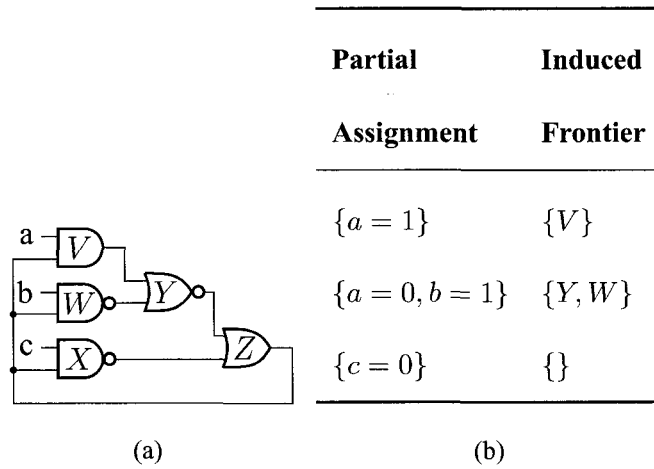 Partial Induced
Assignment Frontier
{a = 1} {V}
{a = 0, b = 1} {Y, W}
{c = 0} {}
a V
b W
Y
c X
Z
(a) (b)